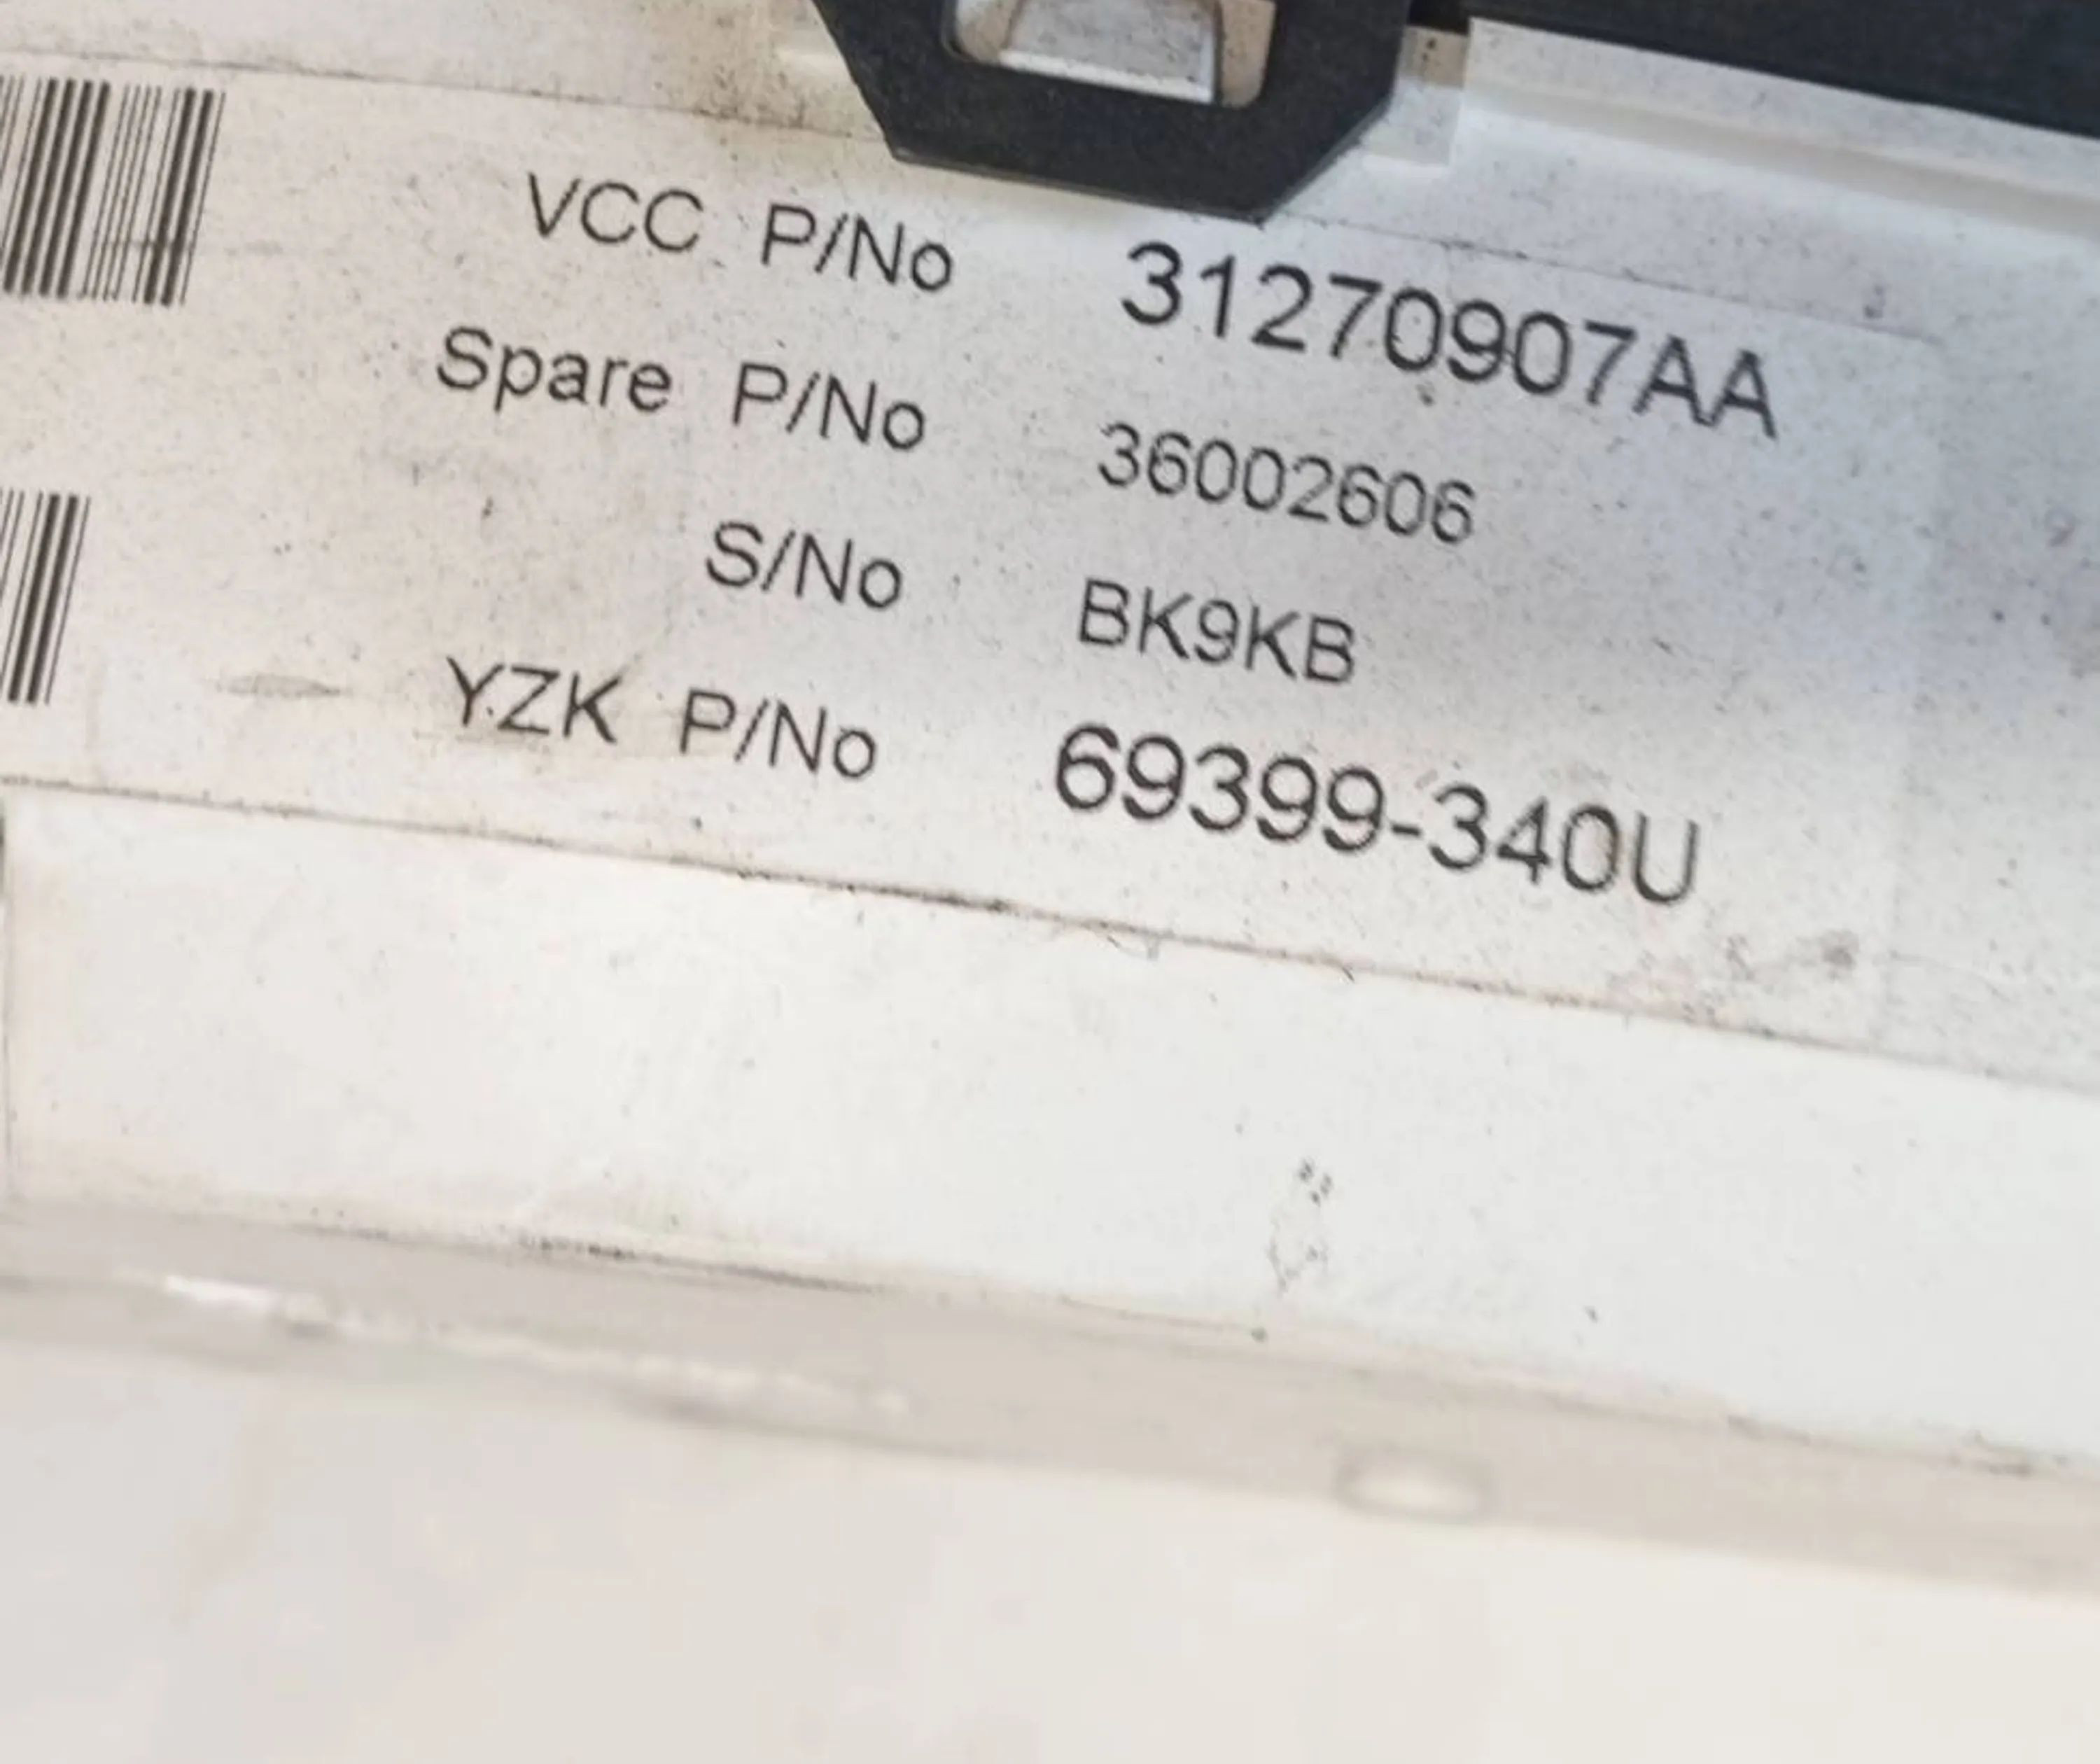 VCC P/No 31270907AA
Spare P/No 36002606
S/No BK9KB
YZK P/No 69399-340U